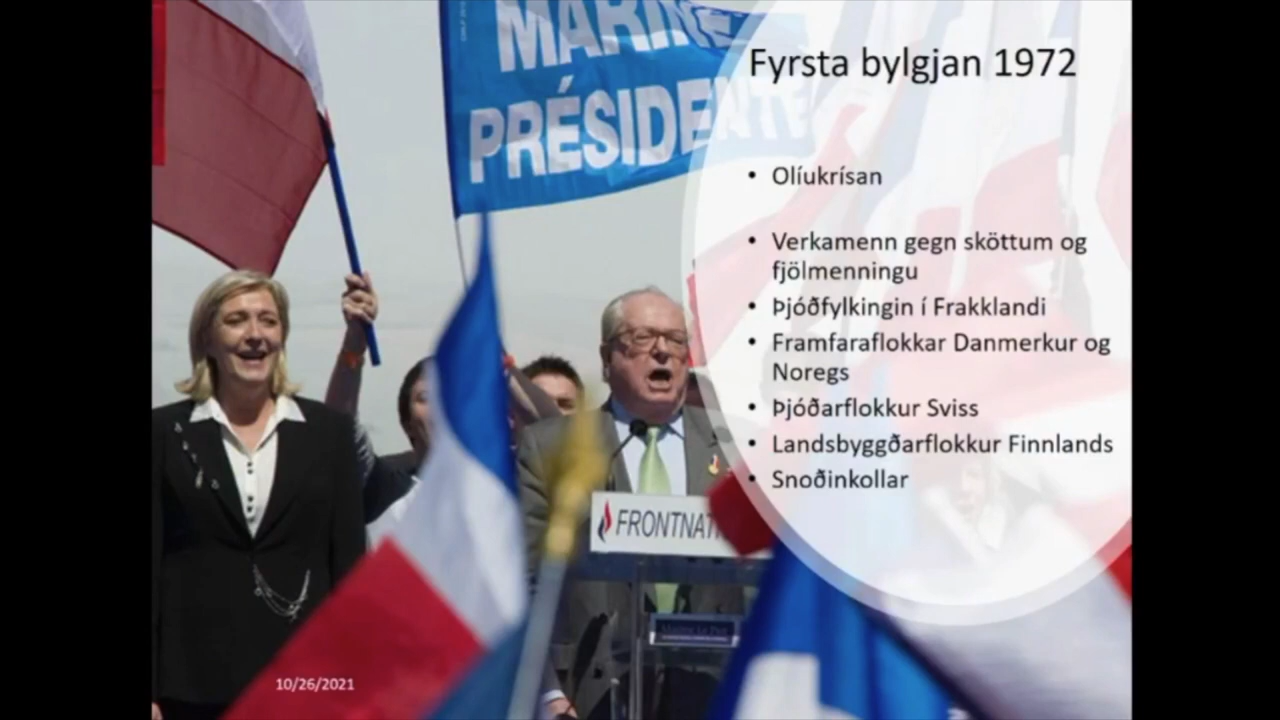 MARINE
PRÉSIDENTE
Fyrsta bylgjan 1972
• Olíukrísan
• Verkamenn gegn sköttum og
fjölmenningu
• Þjóðfylkingin í Frakklandi
• Framfaraflokkar Danmerkur og
Noregs
• Þjóðarflokkur Sviss
• Landsbyggðarflokkur Finnlands
• Snoðinkollar
FRONTNAT
10/26/2021